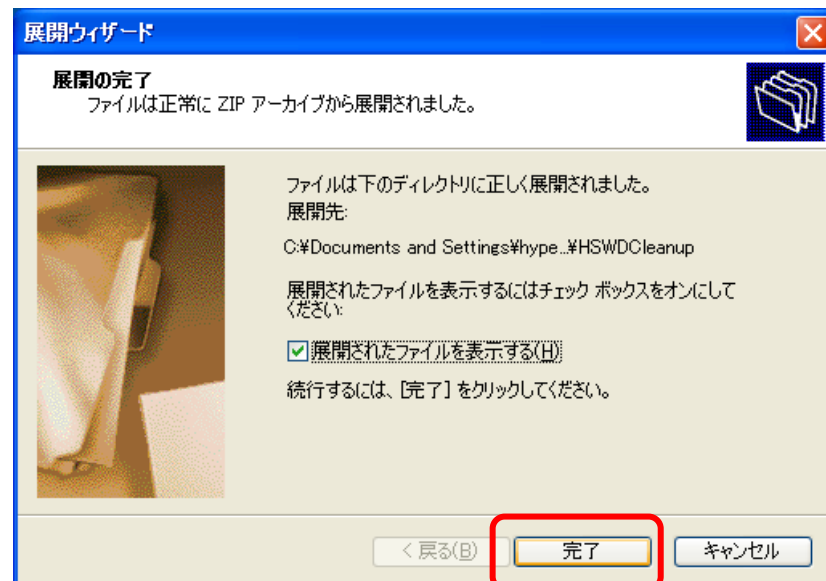 展開ウィザード
展開の完了
ファイルは正常に ZIP アーカイブから展開されました。
ファイルは下のディレクトリに正しく展開されました。
展開先:
C:¥Documents and Settings¥hype...¥HSWDCleanup
展開されたファイルを表示するにはチェック ボックスをオンにして
ください:
展開されたファイルを表示する(H)
続行するには、[完了] をクリックしてください。
< 戻る(B)
完了
キャンセル